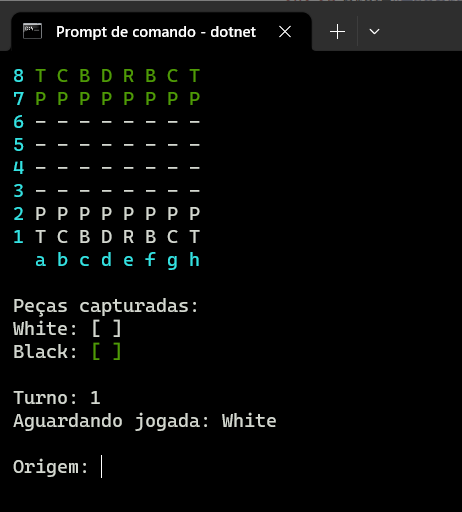 Prompt de comando - dotnet
8 T C B D R B C T
7 P P P P P P P P
6 - - - - - - - -
5 - - - - - - - -
4 - - - - - - - -
3 - - - - - - - -
2 P P P P P P P P
1 T C B D R B C T
a b c d e f g h
Peças capturadas:
White: [ ]
Black: [ ]
Turno: 1
Aguardando jogada: White
Origem: